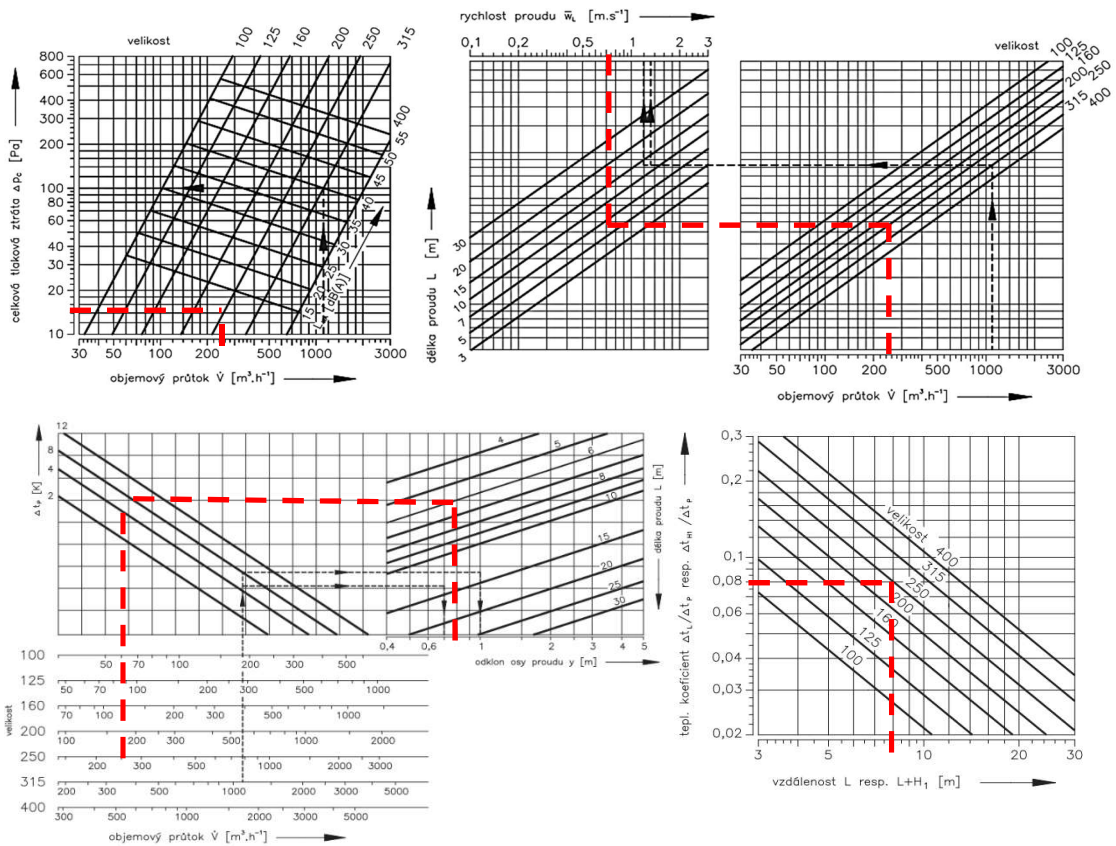 velikost
100 125 160 200 250 315
800
600
400
300
200
100
80
60
40
30
20
10
400
55
50
45
40
35
30
25
20
15
L [dB(A)]
celková tlaková ztráta Δpc [Pa]
30 50 100 200 500 1000 3000
objemový průtok V̇ [m³.h⁻¹]
rychlost proudu w̄L [m.s⁻¹]
0,1 0,2 0,5 1 2 3
30
20
15
10
7
5
3
délka proudu L [m]
velikost
100
125
160
200
250
315
400
30 50 100 200 500 1000 3000
objemový průtok V̇ [m³.h⁻¹]
12
8
4
2
Δtp [K]
4 5 6 8 10 15 20 25 30
délka proudu L [m]
0,4 0,6 1 2 3 4 5
odklon osy proudu y [m]
velikost
100 50 70 100 200 300 500
125
50 70 100 200 300 500 1000
160
70 100 200 300 500 1000
200
100 200 300 500 1000 2000
250
200 300 500 1000 2000 3000
315
200 300 500 1000 2000 3000 5000
400
300 500 1000 2000 3000 5000
objemový průtok V̇ [m³.h⁻¹]
tepl. koeficient ΔtL/Δtp resp. ΔtH1/Δtp
0,3
0,2
0,1
0,08
0,06
0,04
0,03
0,02
velikost 400
315
250
200
160
125
100
3 5 10 20 30
vzdálenost L resp. L+H₁ [m]